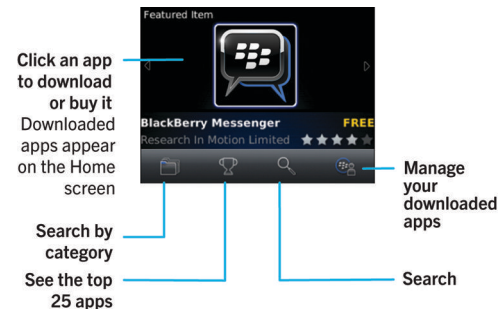 Featured Item
Click an app
to download
or buy it
Downloaded
apps appear
on the Home
screen
BlackBerry Messenger FREE
Research In Motion Limited
Manage
your
downloaded
apps
Search by
category
See the top
25 apps
Search